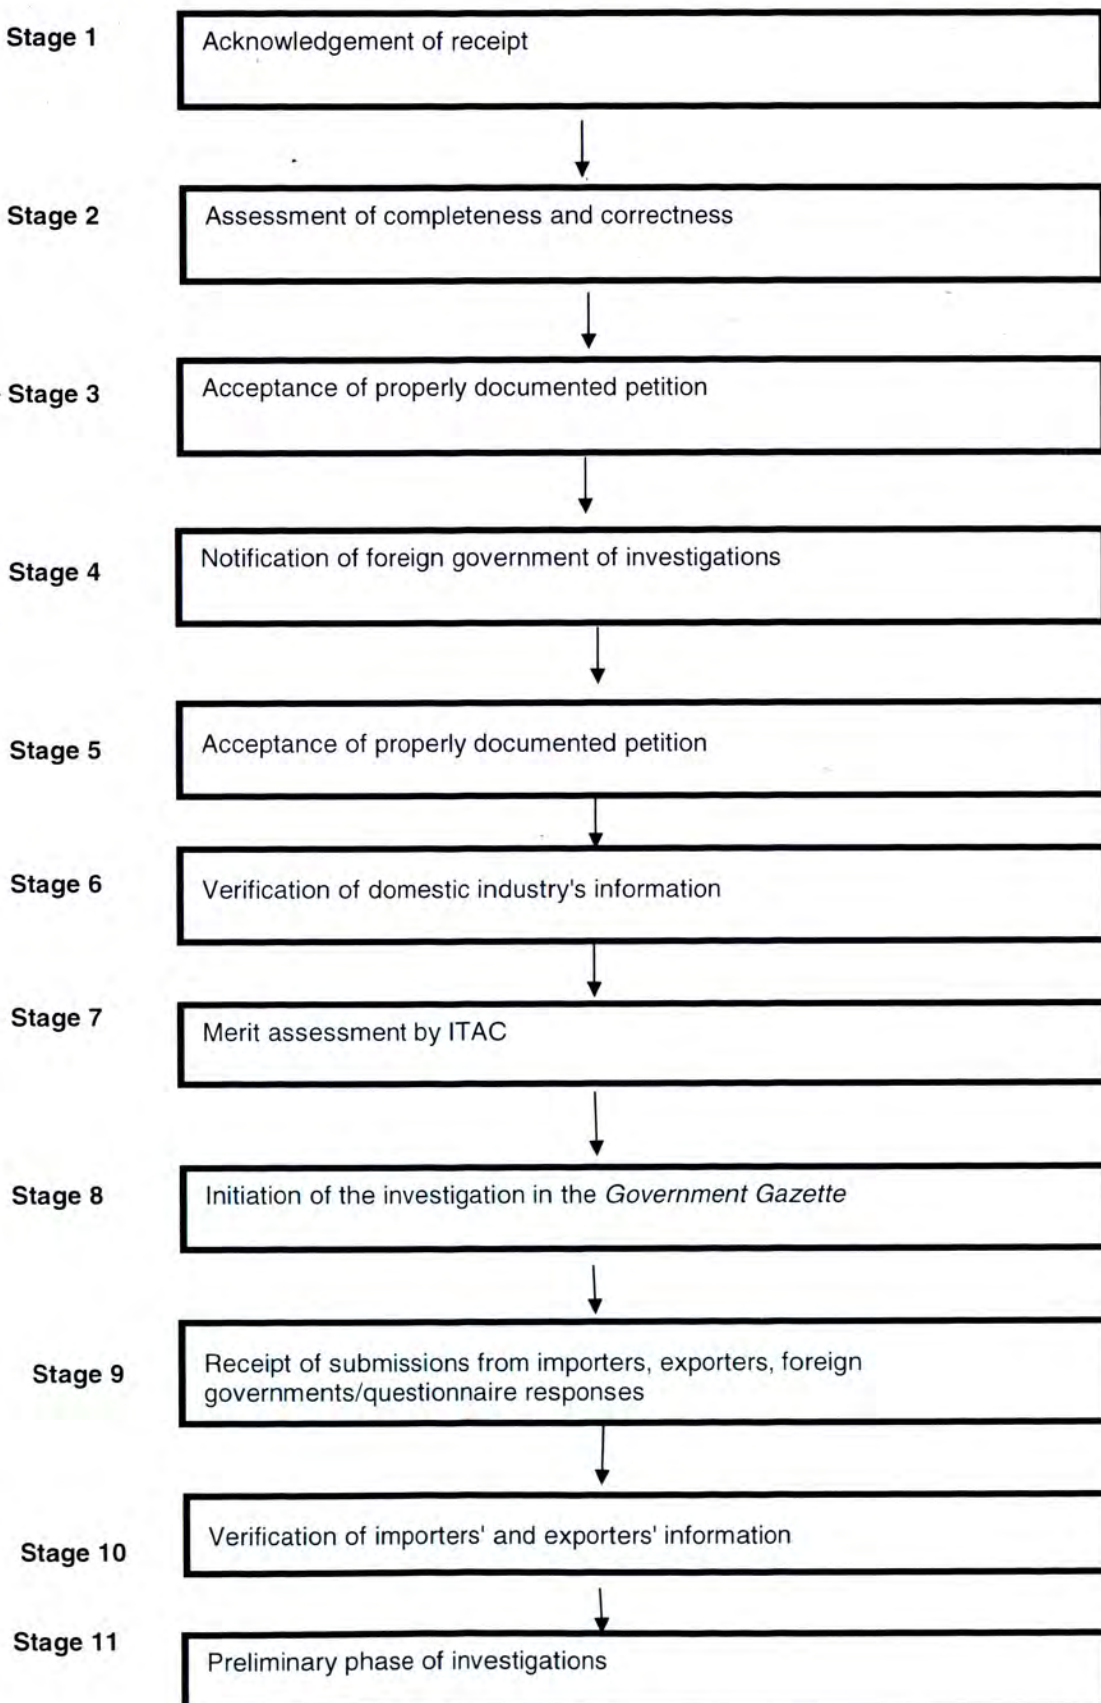 Stage 1
Acknowledgement of receipt
Stage 2
Assessment of completeness and correctness
Stage 3
Acceptance of properly documented petition
Stage 4
Notification of foreign government of investigations
Stage 5
Acceptance of properly documented petition
Stage 6
Verification of domestic industry's information
Stage 7
Merit assessment by ITAC
Stage 8
Initiation of the investigation in the Government Gazette
Stage 9
Receipt of submissions from importers, exporters, foreign
governments/questionnaire responses
Stage 10
Verification of importers' and exporters' information
Stage 11
Preliminary phase of investigations